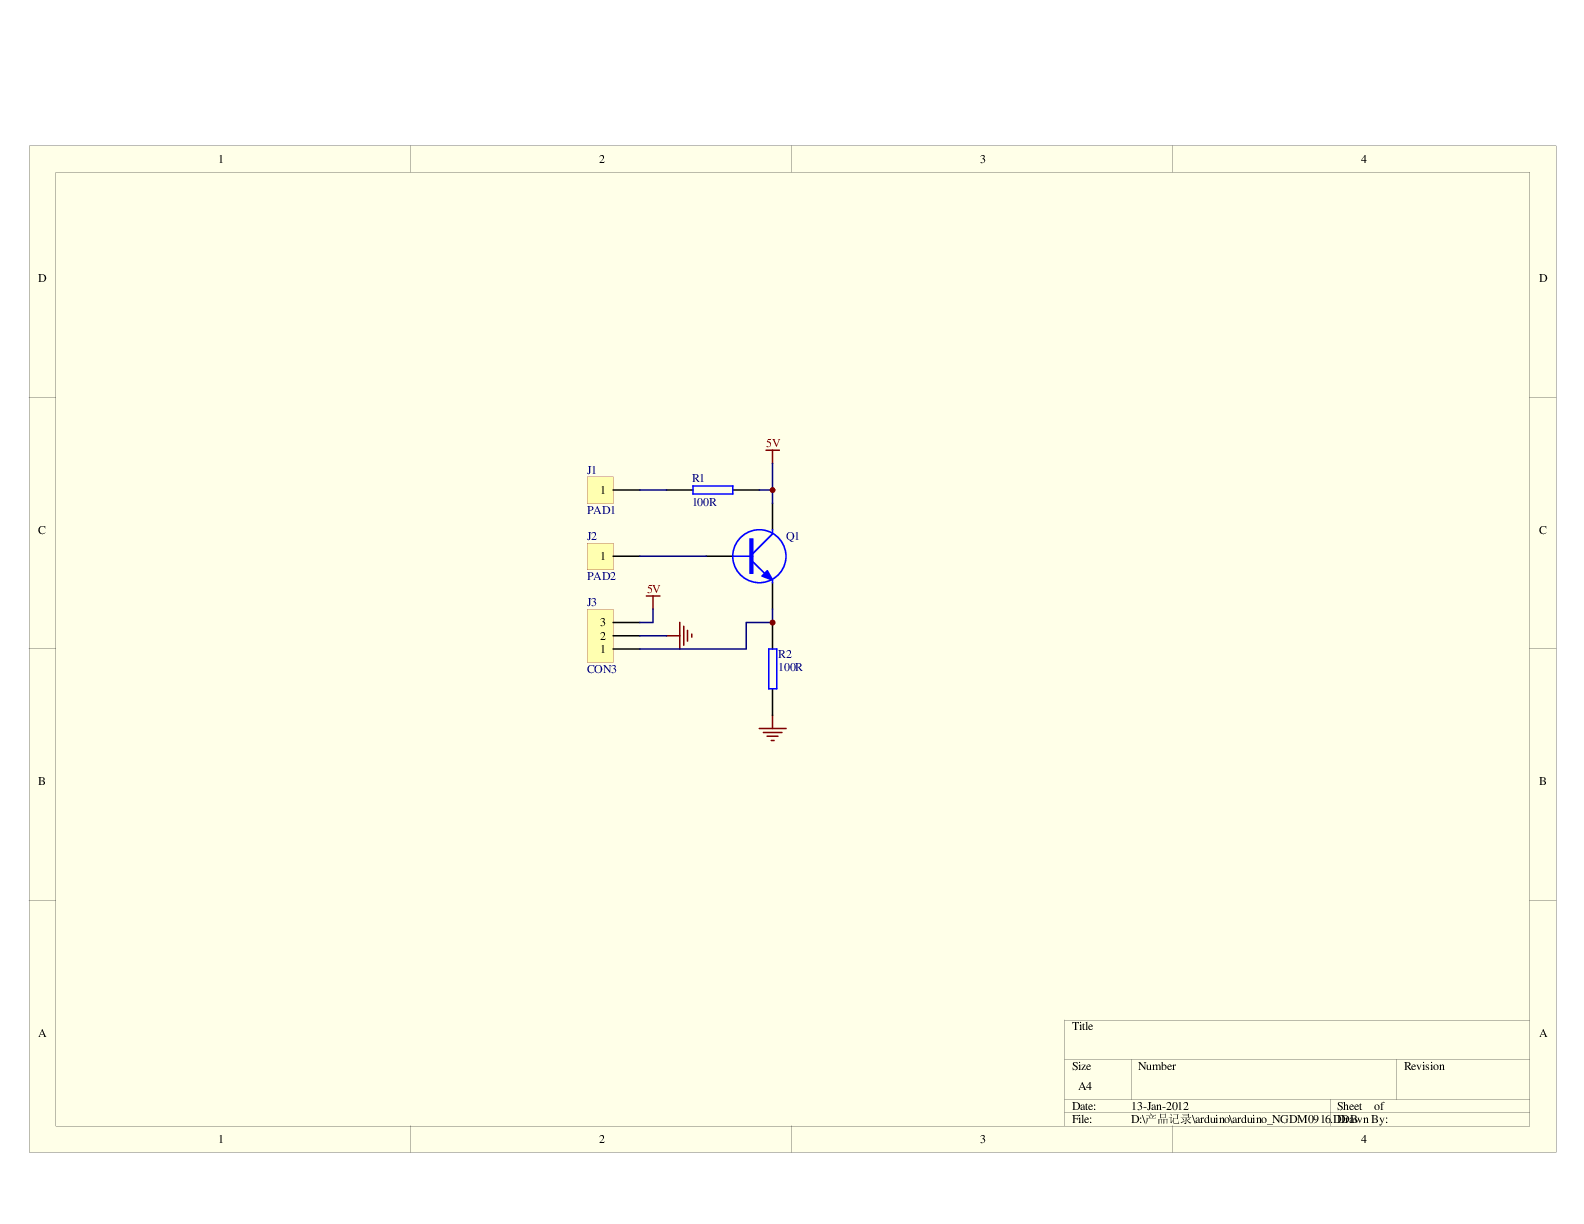 1 2 3 4
D D
5V
J1
R1
1
100R
PAD1
C C
J2
Q1
1
PAD2
5V
J3
3
2
1
R2
100R
CON3
B B
A A
Title
Size Number Revision
A4
Date: 13-Jan-2012 Sheet of
File: D:\产品记录\arduino\arduino_NGDM0916.DDB Drawn By:
1 2 3 4